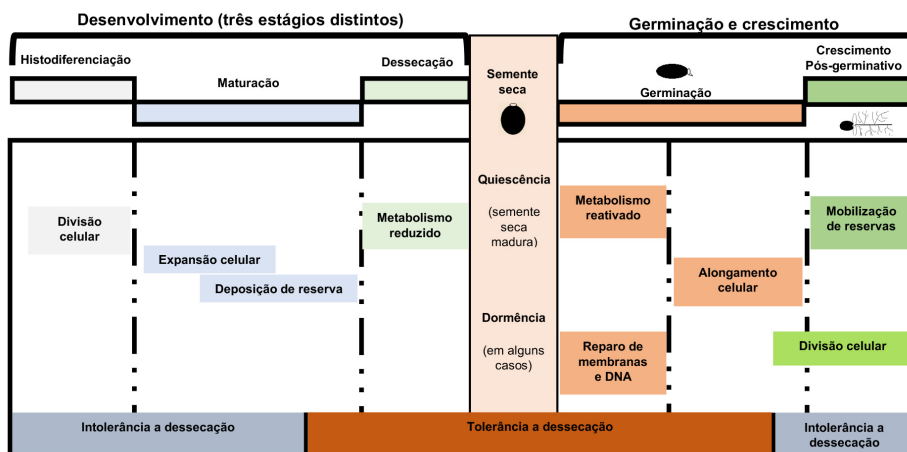 Desenvolvimento (três estágios distintos)
Germinação e crescimento
Histodiferenciação
Maturação
Dessecação
Semente
seca
Germinação
Crescimento
Pós-germinativo
Divisão
celular
Expansão celular
Deposição de reserva
Metabolismo
reduzido
Quiescência
(semente
seca
madura)
Dormência
(em alguns
casos)
Metabolismo
reativado
Reparo de
membranas
e DNA
Alongamento
celular
Mobilização
de reservas
Divisão celular
Intolerância a dessecação
Tolerância a dessecação
Intolerância a
dessecação